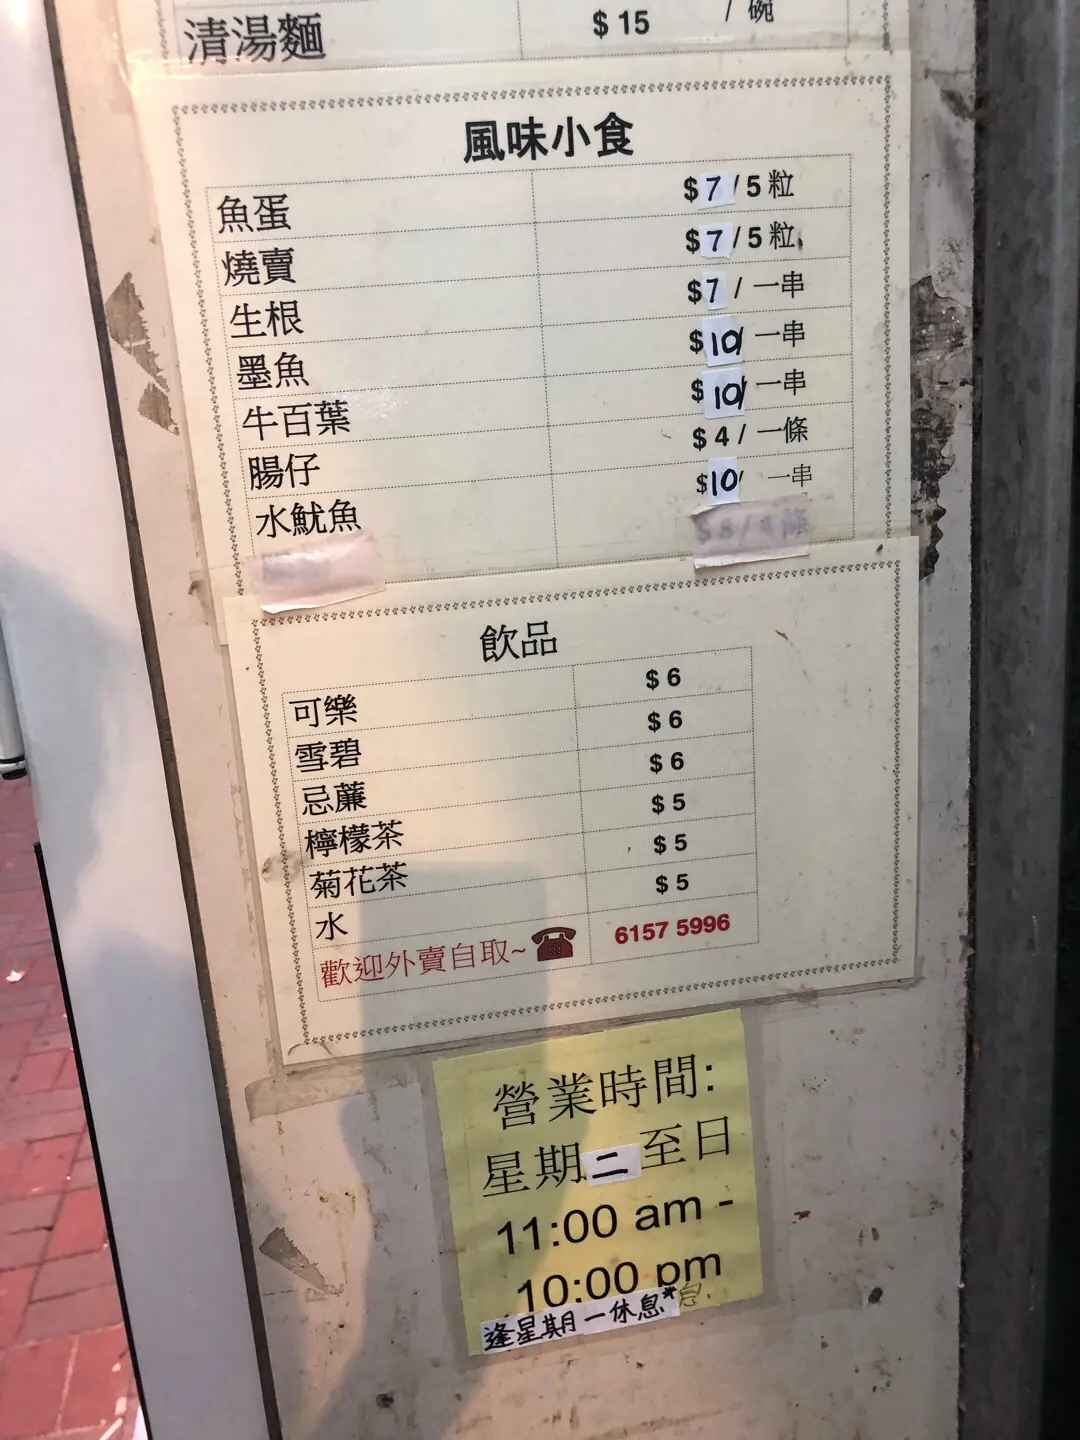 清湯麵 $ 15 / 碗
風味小食
魚蛋 $ 7 / 5 粒
燒賣 $ 7 / 5 粒
生根 $ 7 / 一串
墨魚 $ 10/ 一串
牛百葉 $ 10/ 一串
腸仔 $ 4 / 一條
水魷魚 $10/ 一串
飲品
可樂 $ 6
雪碧 $ 6
忌廉 $ 6
檸檬茶 $ 5
菊花茶 $ 5
水 $ 5
歡迎外賣自取~ 6157 5996
營業時間:
星期二至日
11:00 am -
10:00 pm
逢星期一休息*息